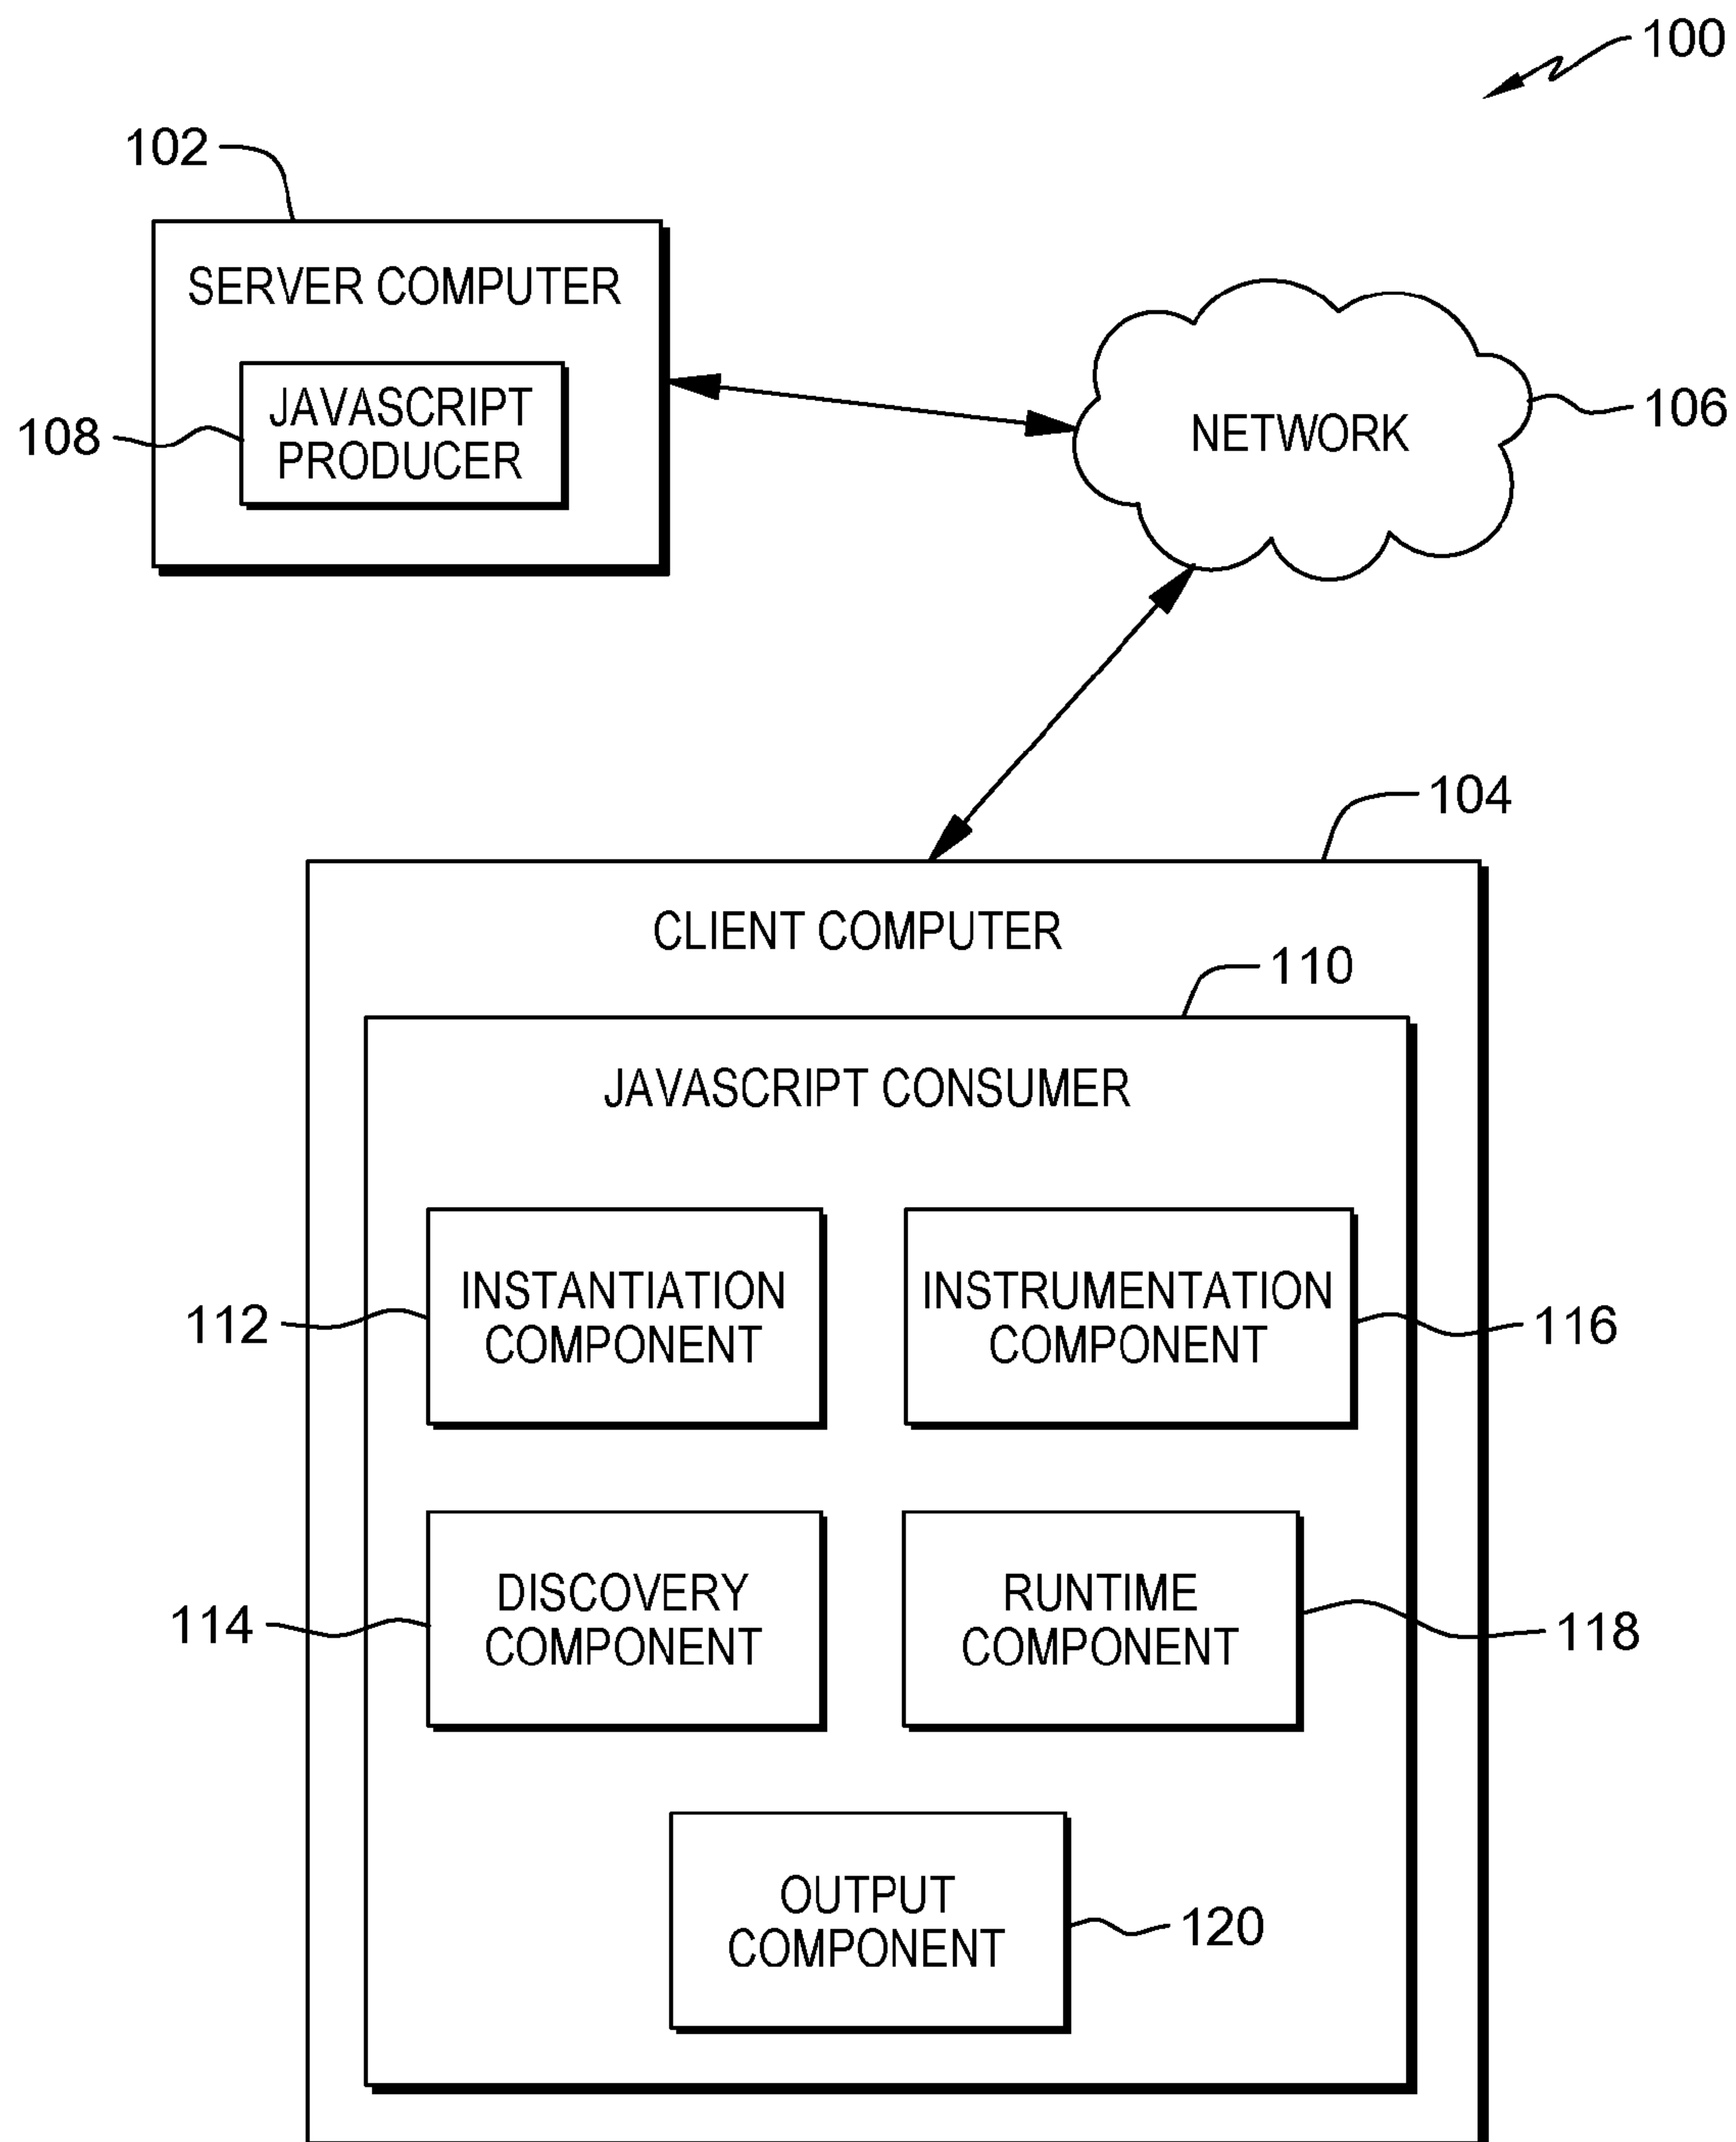 100
102
SERVER COMPUTER
JAVASCRIPT
PRODUCER
108
NETWORK
106
104
CLIENT COMPUTER
110
JAVASCRIPT CONSUMER
INSTANTIATION
COMPONENT
112
INSTRUMENTATION
COMPONENT
116
DISCOVERY
COMPONENT
114
RUNTIME
COMPONENT
118
OUTPUT
COMPONENT
120